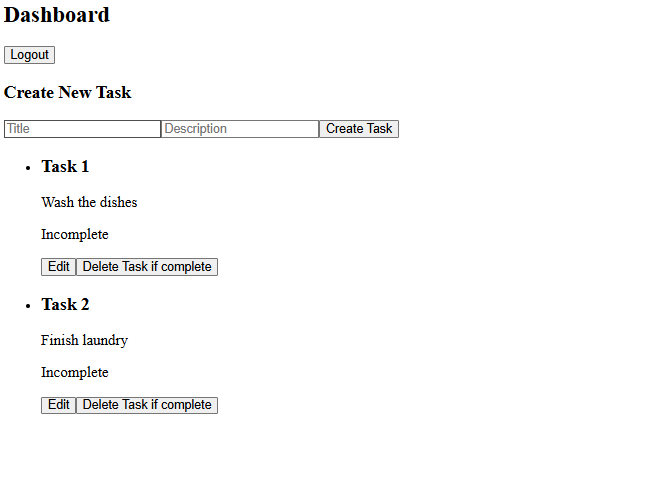 Dashboard
Logout
Create New Task
Title Description Create Task
Task 1
Wash the dishes
Incomplete
Edit Delete Task if complete
Task 2
Finish laundry
Incomplete
Edit Delete Task if complete